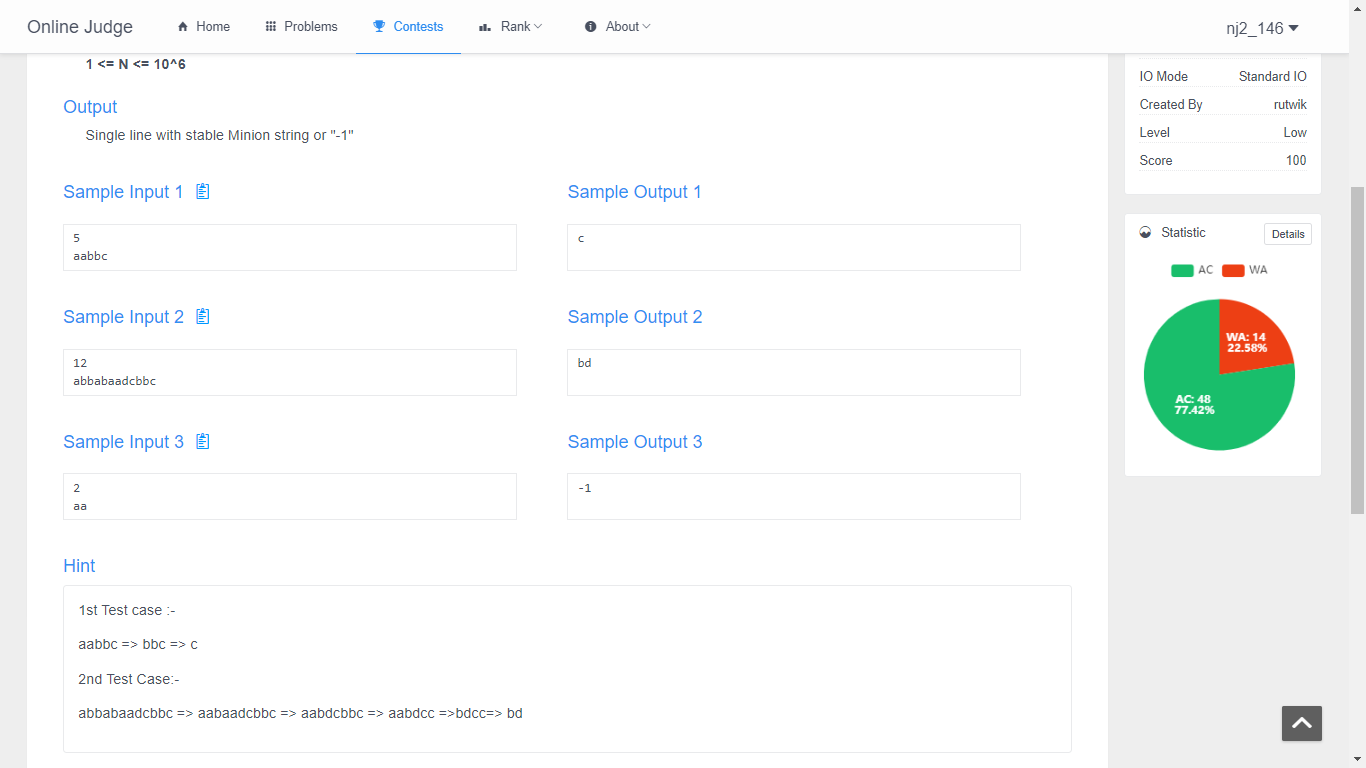 Online Judge
Home
Problems
Contests
Rank
About
nj2_146
1 <= N <= 10^6
Output
Single line with stable Minion string or "-1"
Sample Input 1
Sample Output 1
5
aabbc
c
Sample Input 2
Sample Output 2
12
abbabaadcbbc
bd
Sample Input 3
Sample Output 3
2
aa
-1
Hint
1st Test case :-
aabbc => bbc => c
2nd Test Case:-
abbabaadcbbc => aabaadcbbc => aabdcbbc => aabdcc =>bdcc=> bd
IO Mode Standard IO
Created By rutwik
Level Low
Score 100
Statistic
Details
AC WA
WA: 14
22.58%
AC: 48
77.42%